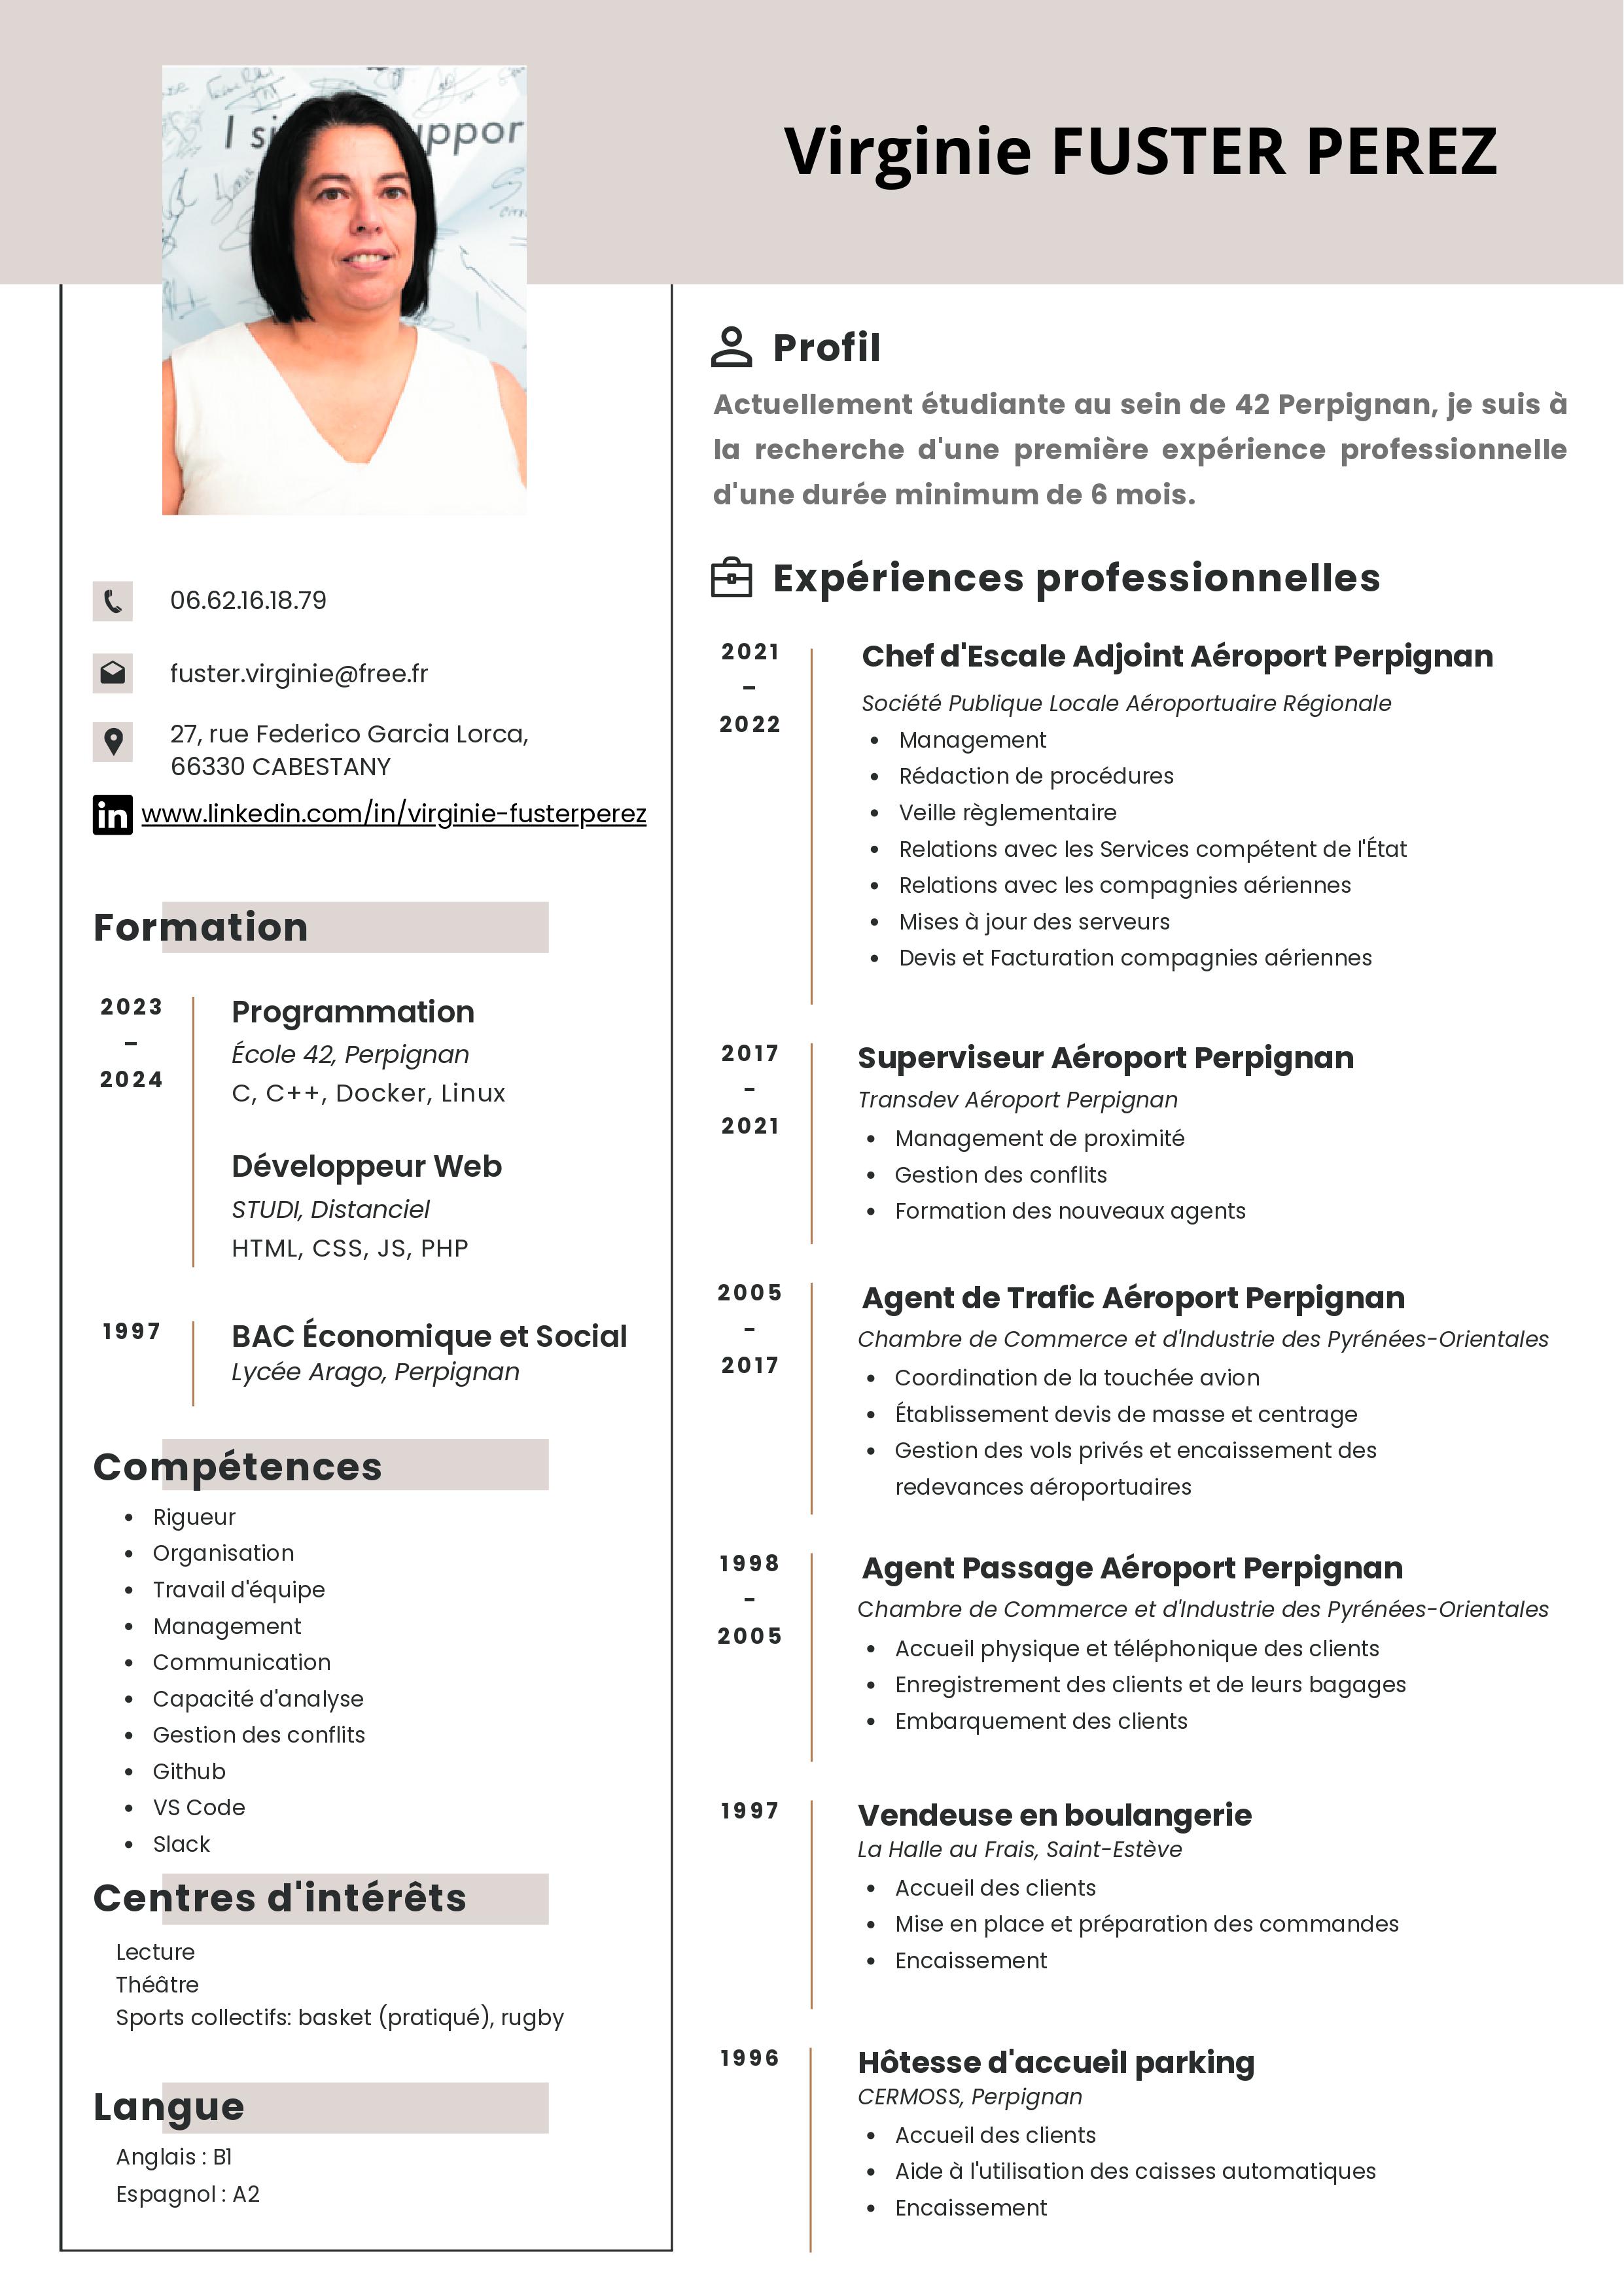 I si
uppor
Virginie FUSTER PEREZ
06.62.16.18.79
fuster.virginie@free.fr
27, rue Federico Garcia Lorca,
66330 CABESTANY
in www.linkedin.com/in/virginie-fusterperez
Formation
2023
-
2024
Programmation
École 42, Perpignan
C, C++, Docker, Linux
Développeur Web
STUDI, Distanciel
HTML, CSS, JS, PHP
1997
BAC Économique et Social
Lycée Arago, Perpignan
Compétences
• Rigueur
• Organisation
• Travail d'équipe
• Management
• Communication
• Capacité d'analyse
• Gestion des conflits
• Github
• VS Code
• Slack
Centres d'intérêts
Lecture
Théâtre
Sports collectifs: basket (pratiqué), rugby
Langue
Anglais : B1
Espagnol : A2
Profil
Actuellement étudiante au sein de 42 Perpignan, je suis à
la recherche d'une première expérience professionnelle
d'une durée minimum de 6 mois.
Expériences professionnelles
2021
-
2022
Chef d'Escale Adjoint Aéroport Perpignan
Société Publique Locale Aéroportuaire Régionale
• Management
• Rédaction de procédures
• Veille règlementaire
• Relations avec les Services compétent de l'État
• Relations avec les compagnies aériennes
• Mises à jour des serveurs
• Devis et Facturation compagnies aériennes
2017
-
2021
Superviseur Aéroport Perpignan
Transdev Aéroport Perpignan
• Management de proximité
• Gestion des conflits
• Formation des nouveaux agents
2005
-
2017
Agent de Trafic Aéroport Perpignan
Chambre de Commerce et d'Industrie des Pyrénées-Orientales
• Coordination de la touchée avion
• Établissement devis de masse et centrage
• Gestion des vols privés et encaissement des
redevances aéroportuaires
1998
-
2005
Agent Passage Aéroport Perpignan
Chambre de Commerce et d'Industrie des Pyrénées-Orientales
• Accueil physique et téléphonique des clients
• Enregistrement des clients et de leurs bagages
• Embarquement des clients
1997
Vendeuse en boulangerie
La Halle au Frais, Saint-Estève
• Accueil des clients
• Mise en place et préparation des commandes
• Encaissement
1996
Hôtesse d'accueil parking
CERMOSS, Perpignan
• Accueil des clients
• Aide à l'utilisation des caisses automatiques
• Encaissement